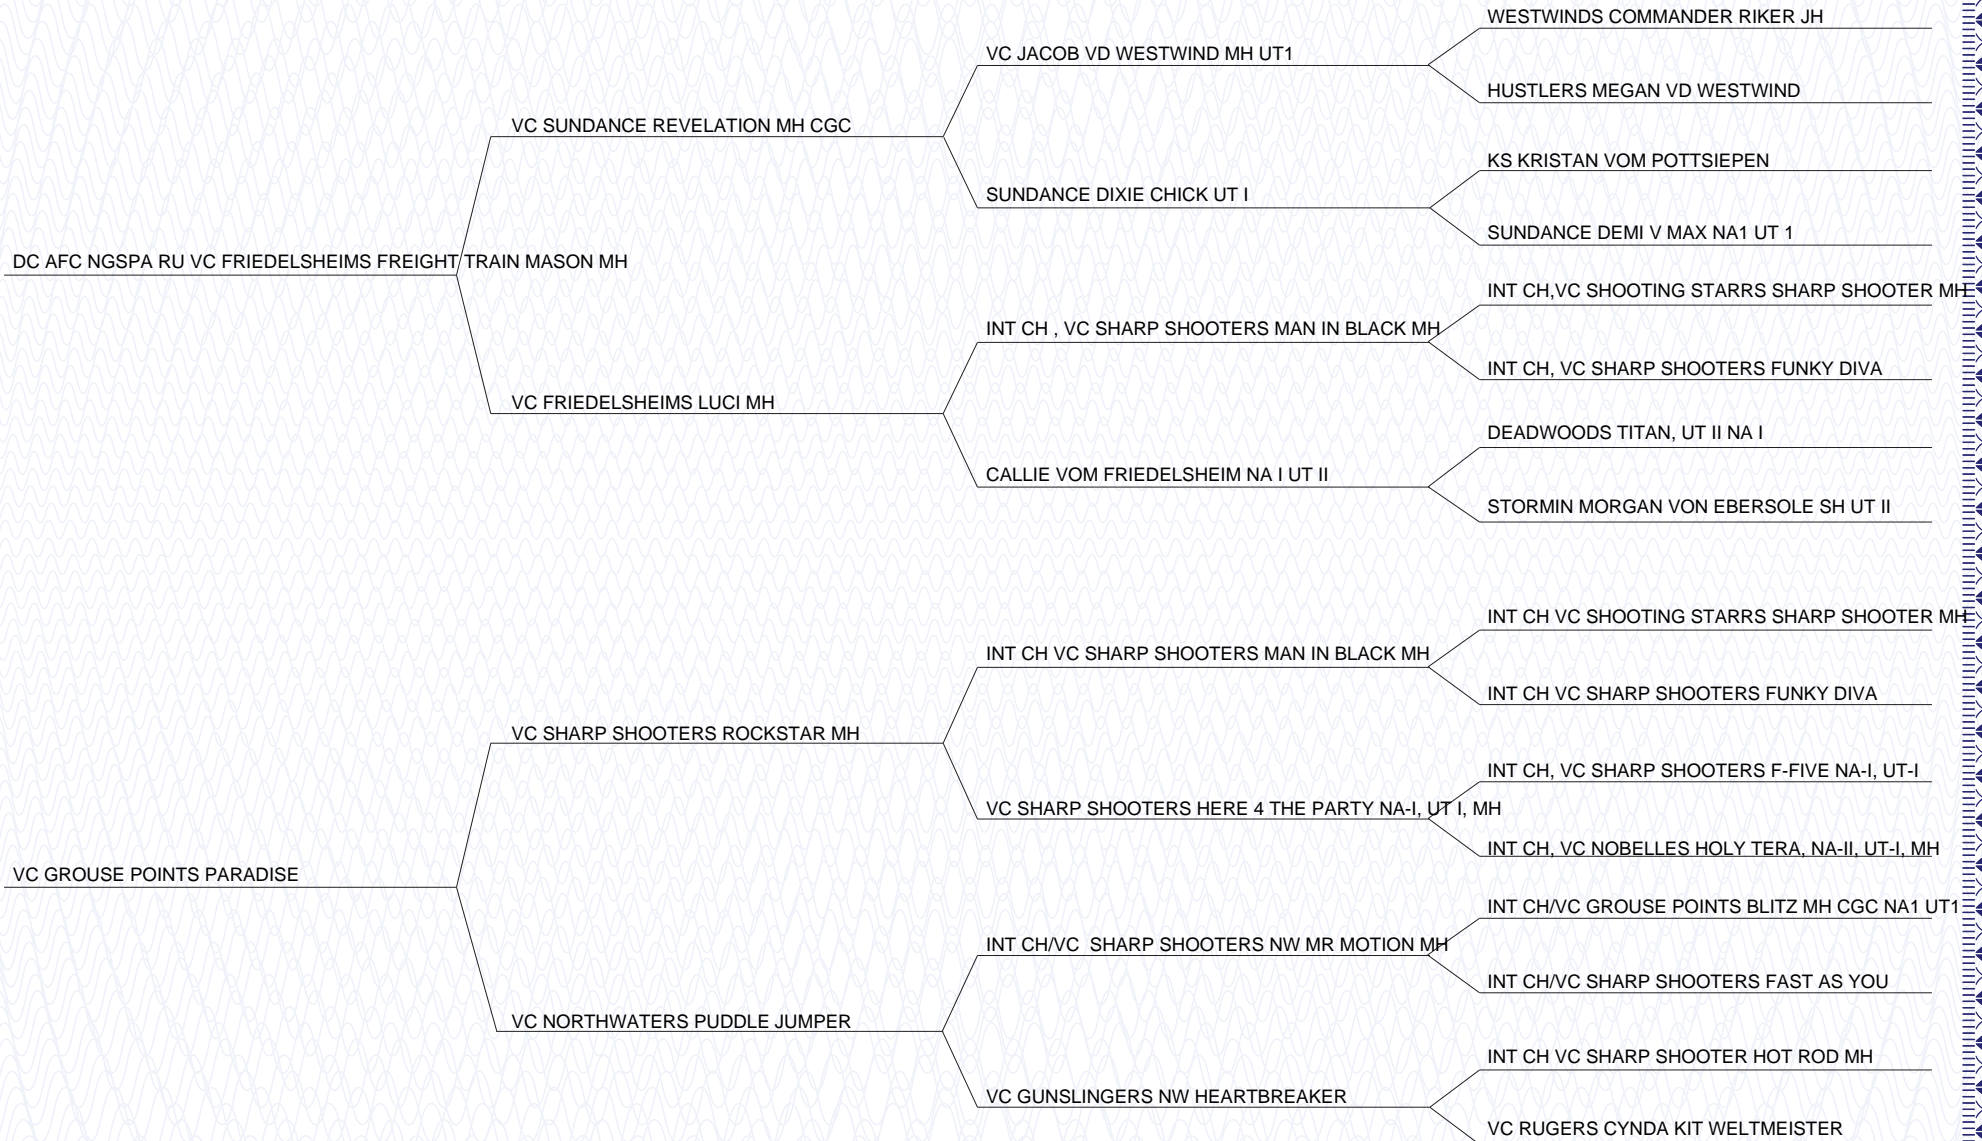 WESTWINDS COMMANDER RIKER JH
VC JACOB VD WESTWIND MH UT1
HUSTLERS MEGAN VD WESTWIND
VC SUNDANCE REVELATION MH CGC
KS KRISTAN VOM POTTSIEPEN
SUNDANCE DIXIE CHICK UT I
SUNDANCE DEMI V MAX NA1 UT 1
DC AFC NGSPA RU VC FRIEDELSHEIMS FREIGHT TRAIN MASON MH
INT CH,VC SHOOTING STARRS SHARP SHOOTER MH
INT CH , VC SHARP SHOOTERS MAN IN BLACK MH
INT CH, VC SHARP SHOOTERS FUNKY DIVA
VC FRIEDELSHEIMS LUCI MH
DEADWOODS TITAN, UT II NA I
CALLIE VOM FRIEDELSHEIM NA I UT II
STORMIN MORGAN VON EBERSOLE SH UT II
INT CH VC SHOOTING STARRS SHARP SHOOTER MH
INT CH VC SHARP SHOOTERS MAN IN BLACK MH
INT CH VC SHARP SHOOTERS FUNKY DIVA
VC SHARP SHOOTERS ROCKSTAR MH
INT CH, VC SHARP SHOOTERS F-FIVE NA-I, UT-I
VC SHARP SHOOTERS HERE 4 THE PARTY NA-I, UT I, MH
INT CH, VC NOBELLES HOLY TERA, NA-II, UT-I, MH
VC GROUSE POINTS PARADISE
INT CH/VC GROUSE POINTS BLITZ MH CGC NA1 UT1
INT CH/VC  SHARP SHOOTERS NW MR MOTION MH
INT CH/VC SHARP SHOOTERS FAST AS YOU
VC NORTHWATERS PUDDLE JUMPER
INT CH VC SHARP SHOOTER HOT ROD MH
VC GUNSLINGERS NW HEARTBREAKER
VC RUGERS CYNDA KIT WELTMEISTER